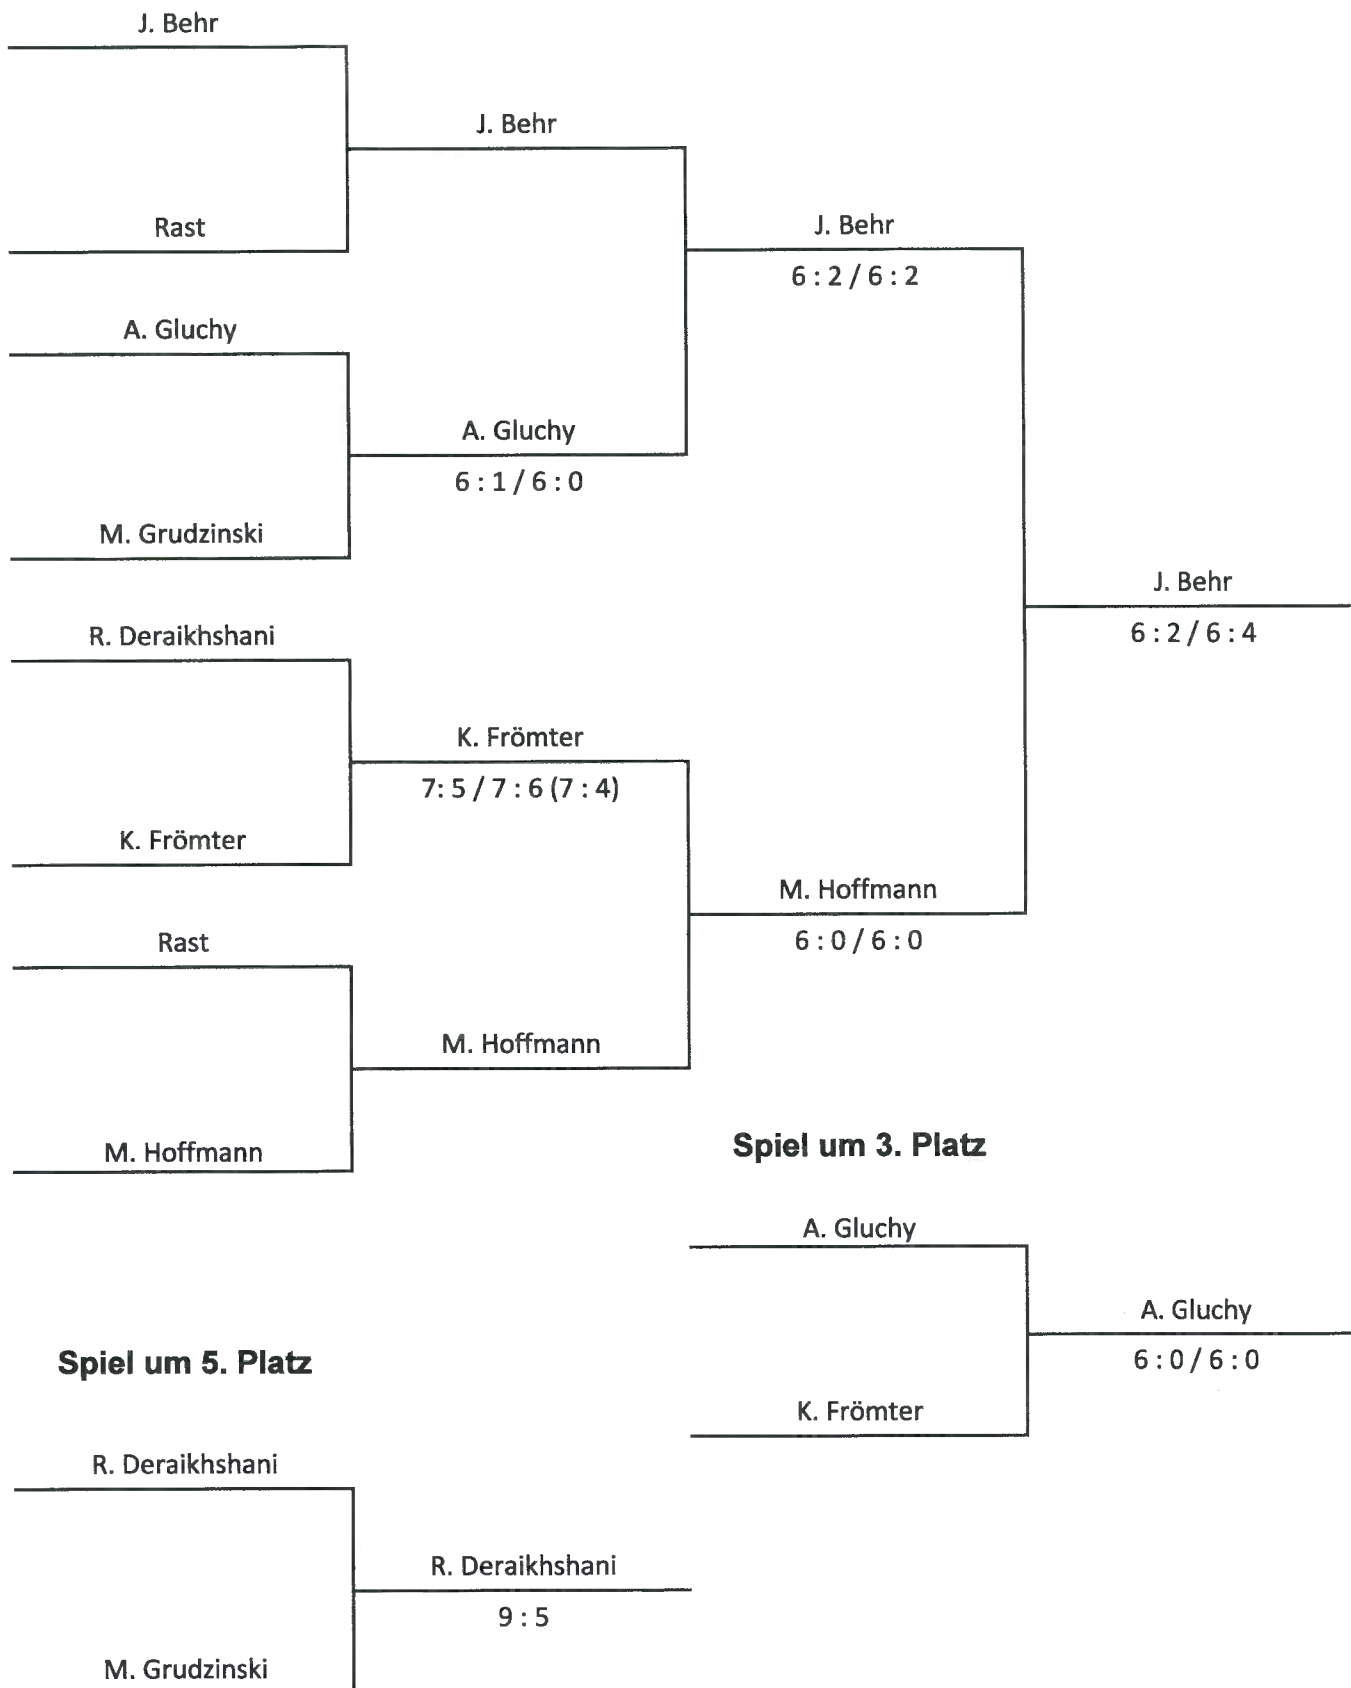 J. Behr
J. Behr
Rast
J. Behr
6 : 2 / 6 : 2
A. Gluchy
A. Gluchy
6 : 1 / 6 : 0
M. Grudzinski
J. Behr
6 : 2 / 6 : 4
R. Deraikhshani
K. Frömter
7: 5 / 7 : 6 (7 : 4)
K. Frömter
M. Hoffmann
6 : 0 / 6 : 0
Rast
M. Hoffmann
M. Hoffmann
Spiel um 3. Platz
A. Gluchy
A. Gluchy
6 : 0 / 6 : 0
K. Frömter
Spiel um 5. Platz
R. Deraikhshani
R. Deraikhshani
9 : 5
M. Grudzinski